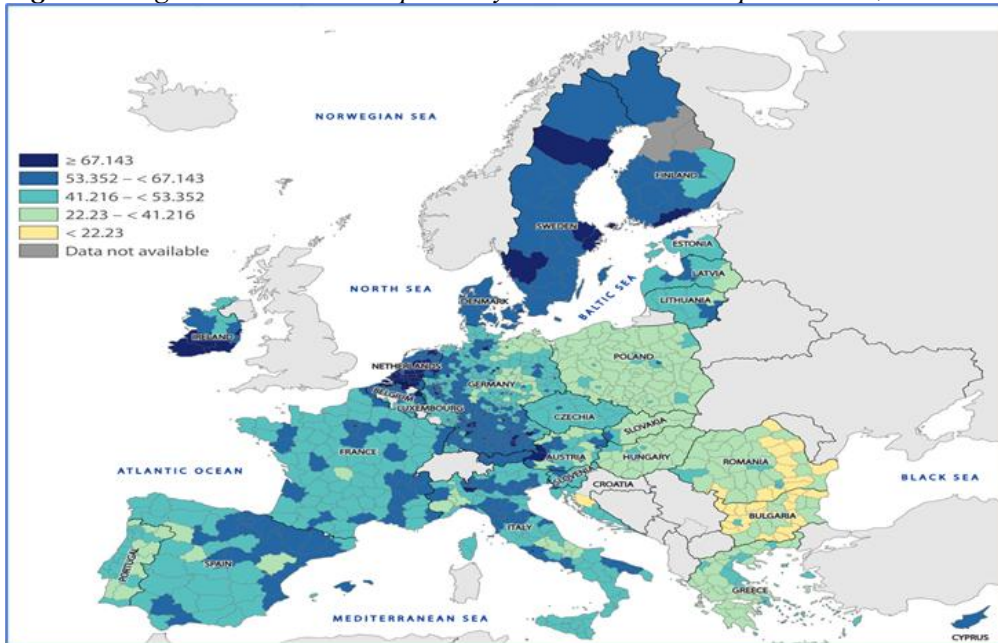 NORWEGIAN SEA
≥ 67.143
53.352 – < 67.143
41.216 – < 53.352
22.23 – < 41.216
< 22.23
Data not available
FINLAND
SWEDEN
ESTONIA
LATVIA
LITHUANIA
BALTIC SEA
NORTH SEA
DENMARK
IRELAND
NETHERLANDS
BELGIUM
LUXEMBOURG
GERMANY
POLAND
CZECHIA
SLOVAKIA
FRANCE
AUSTRIA
HUNGARY
SLOVENIA
CROATIA
ROMANIA
ATLANTIC OCEAN
BLACK SEA
ITALY
BULGARIA
PORTUGAL
SPAIN
GREECE
MEDITERRANEAN SEA
CYPRUS